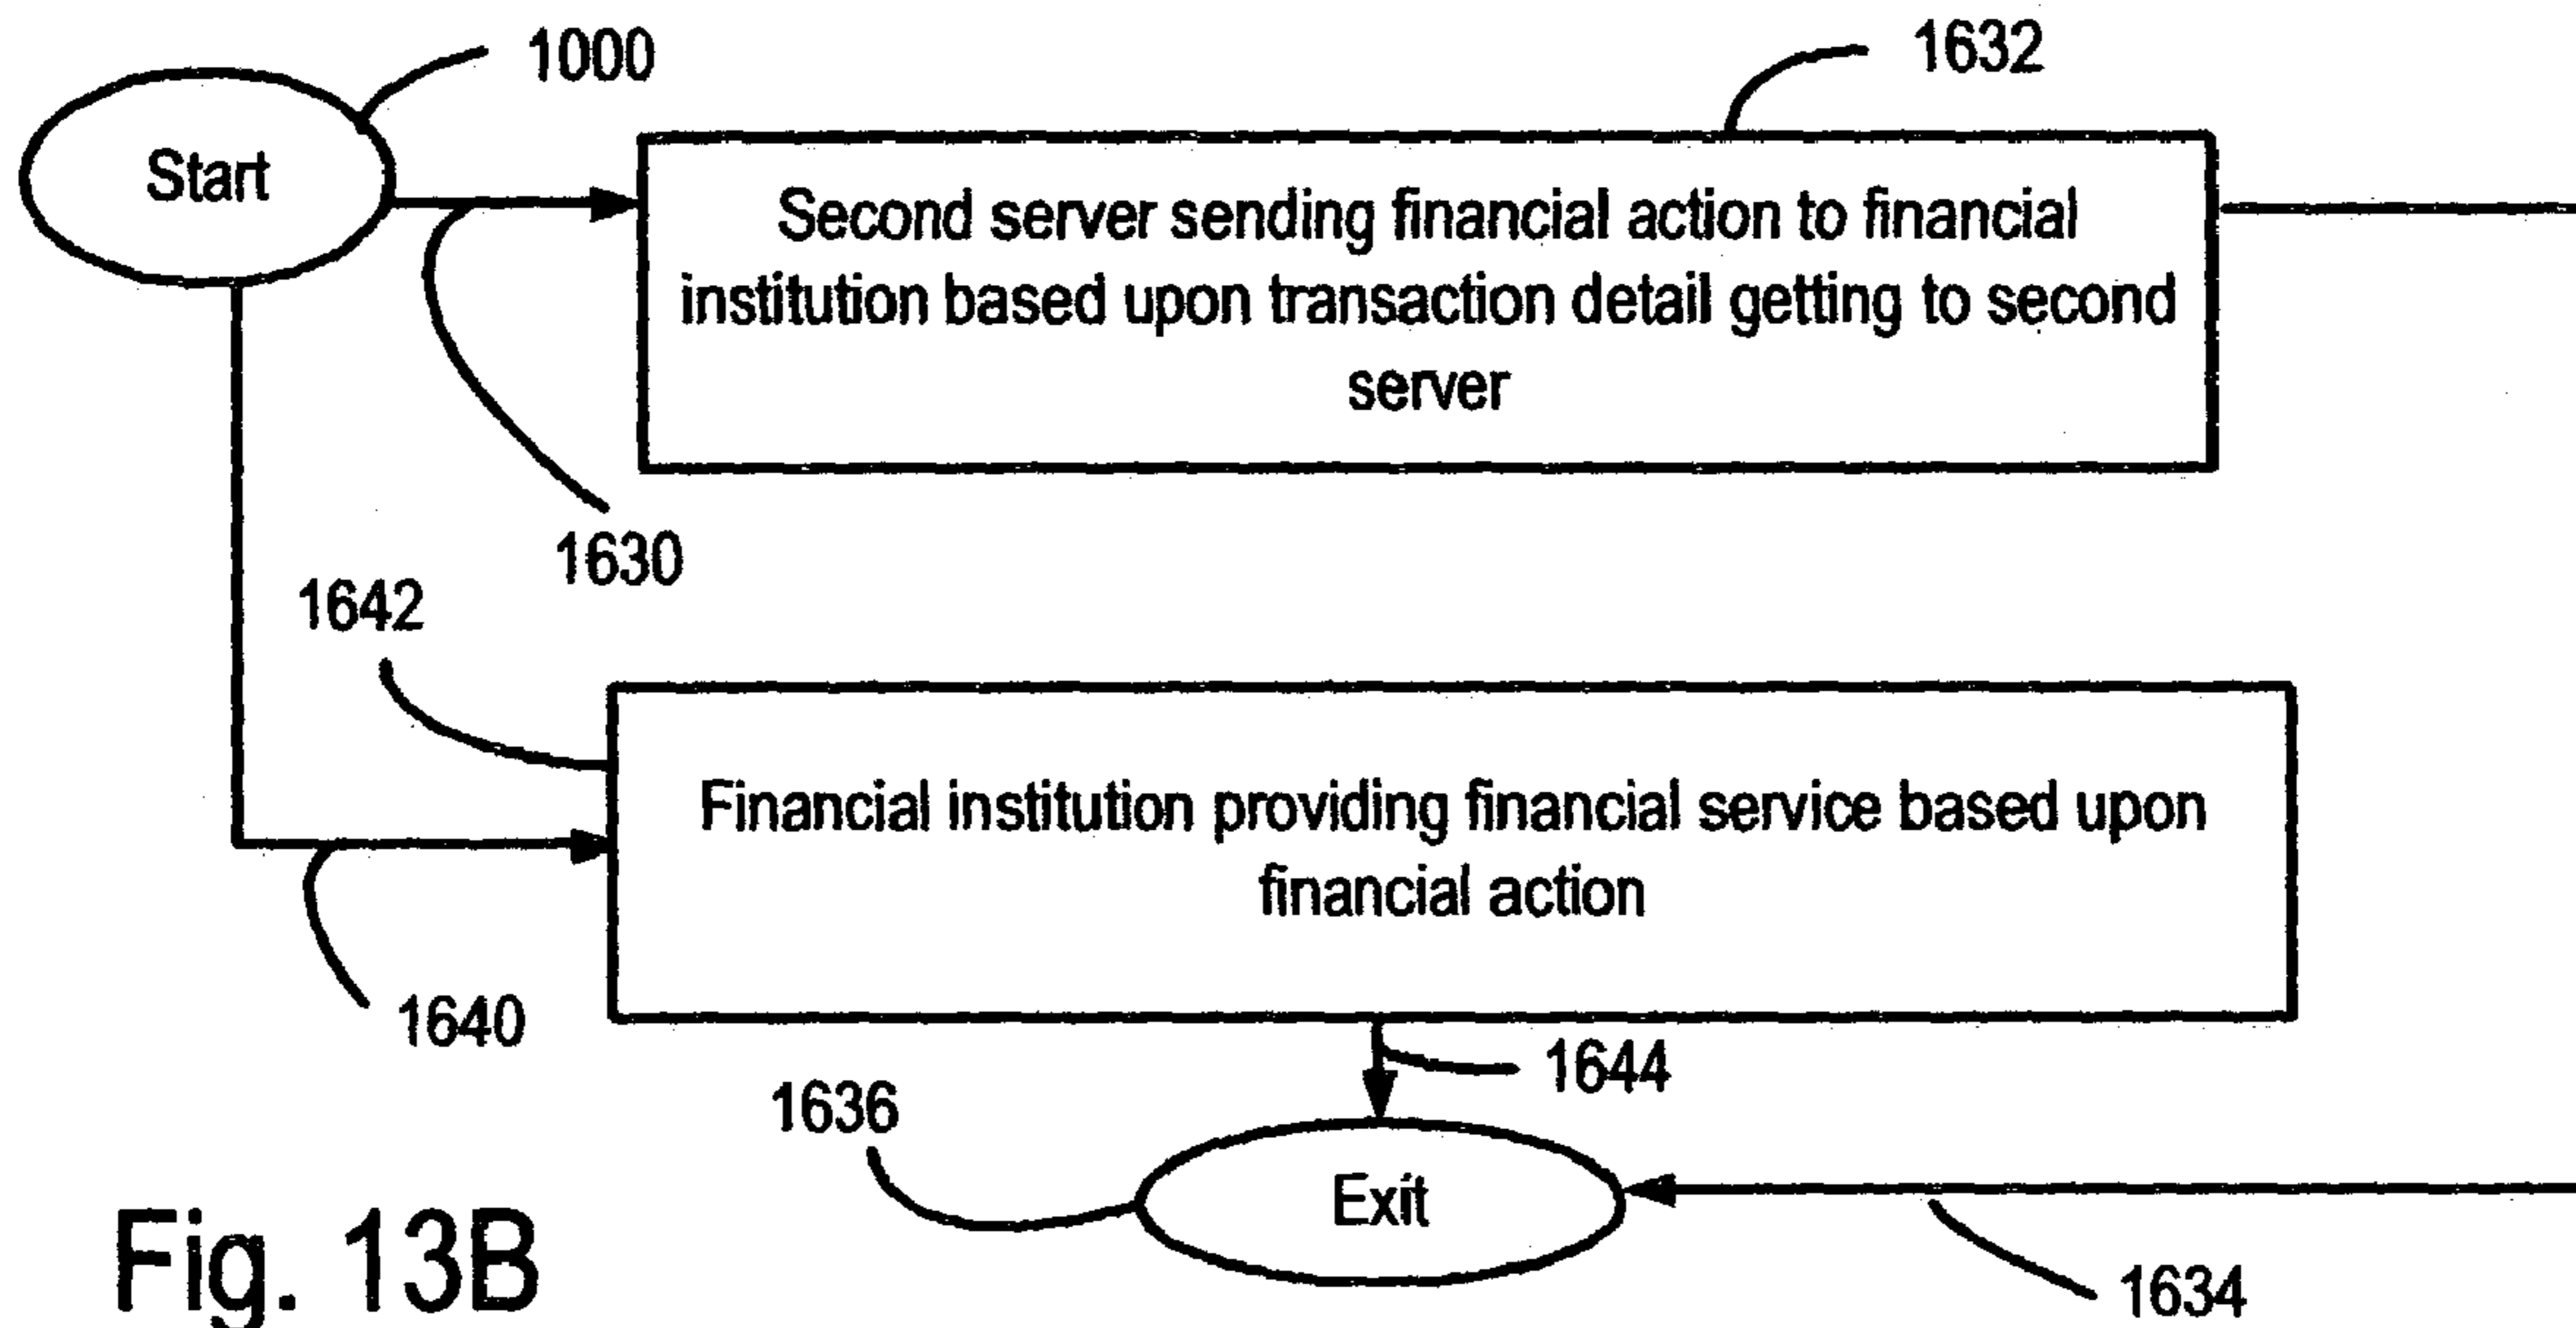 1000
1632
Start
Second server sending financial action to financial
institution based upon transaction detail getting to second
server
1630
1642
Financial institution providing financial service based upon
financial action
1640
1644
1636
Exit
Fig. 13B
1634